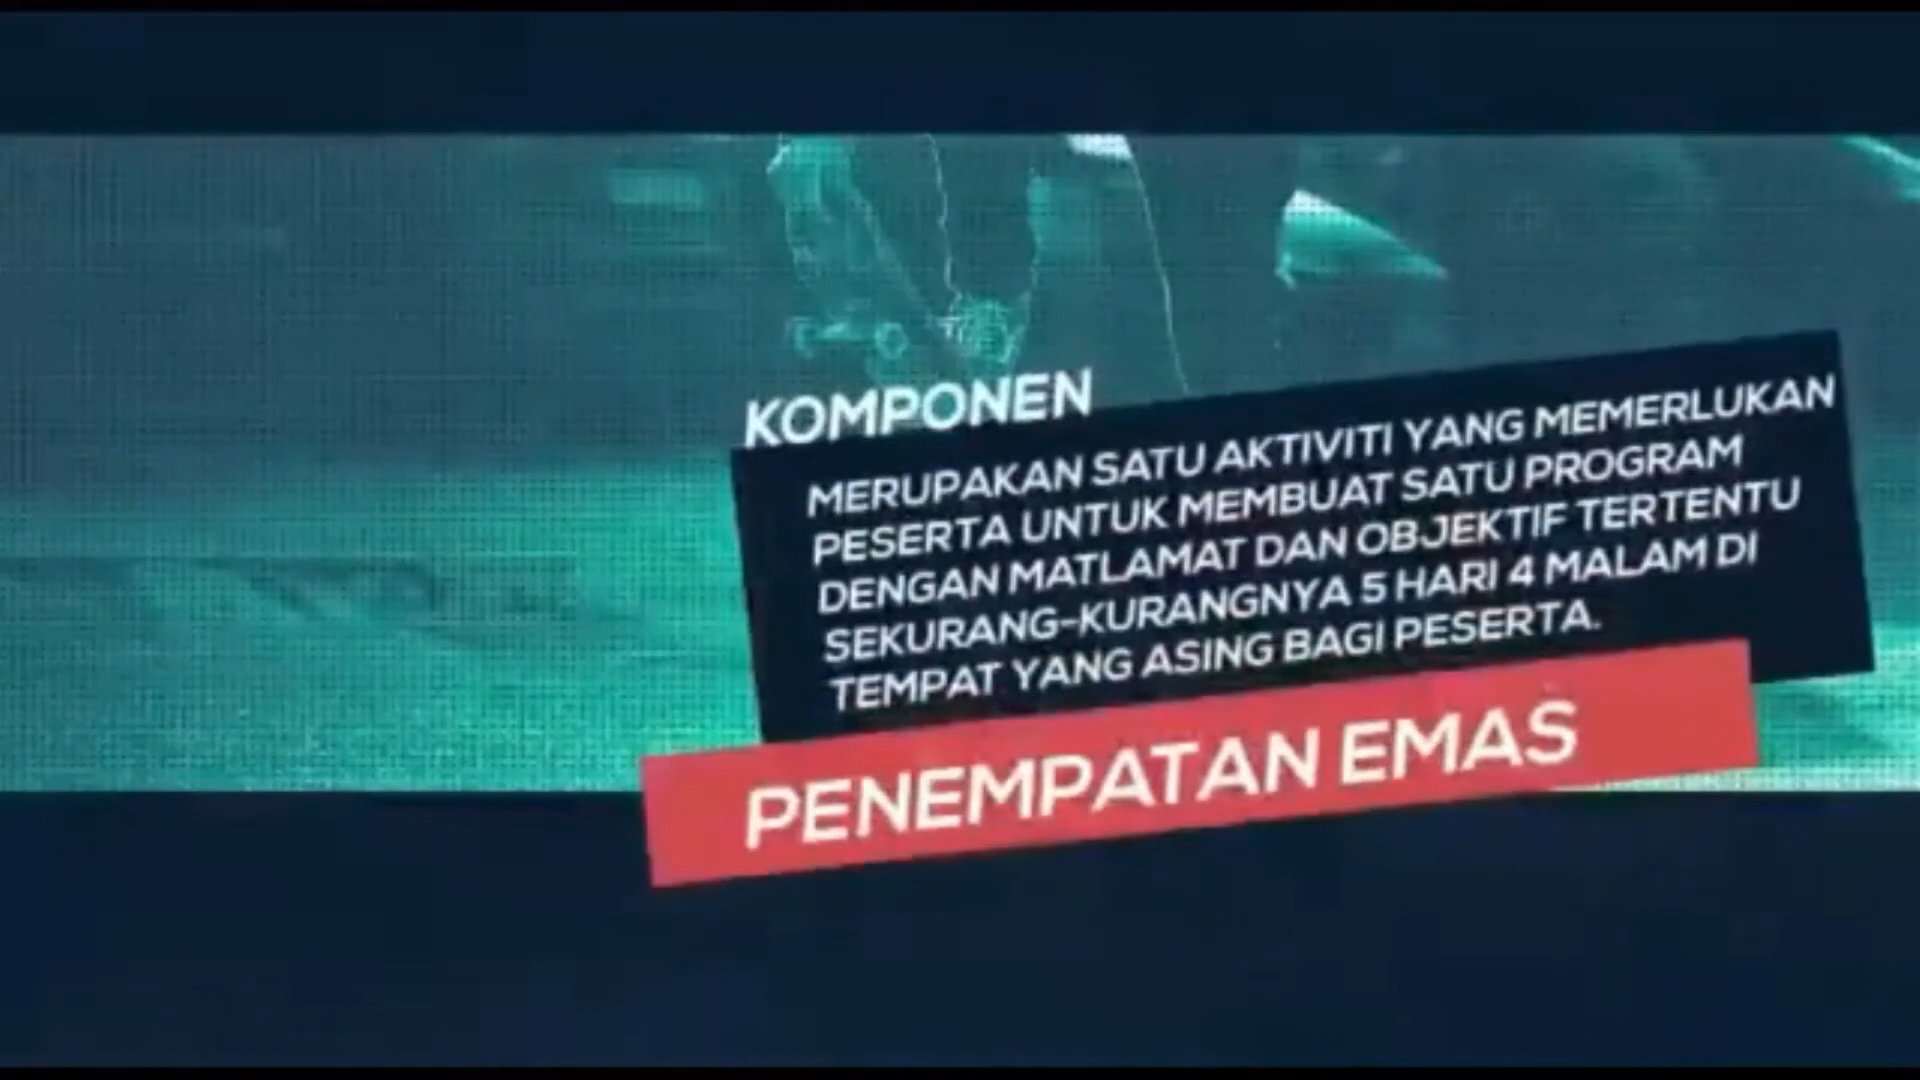 KOMPONEN
MERUPAKAN SATU AKTIVITI YANG MEMERLUKAN
PESERTA UNTUK MEMBUAT SATU PROGRAM
DENGAN MATLAMAT DAN OBJEKTIF TERTENTU
SEKURANG-KURANGNYA 5 HARI 4 MALAM DI
TEMPAT YANG ASING BAGI PESERTA.
PENEMPATAN EMAS